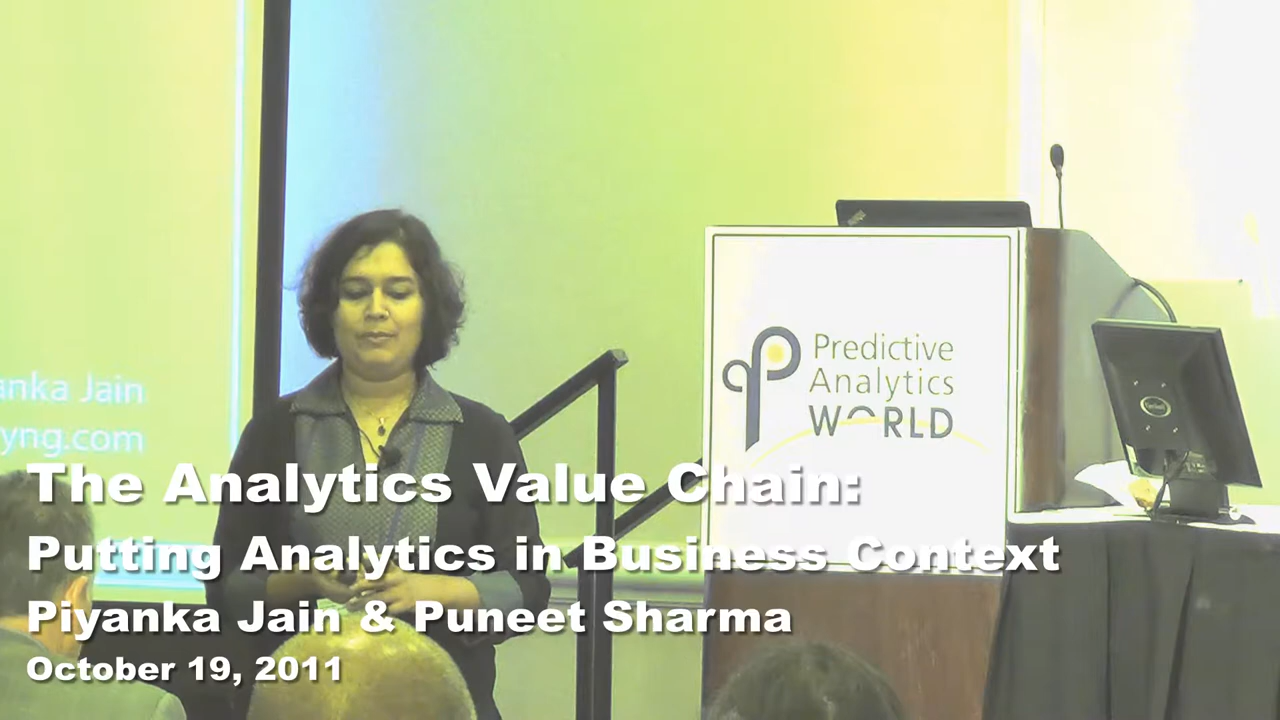 Predictive
Analytics
WORLD
anka Jain
yng.com
The Analytics Value Chain:
Putting Analytics in Business Context
Piyanka Jain & Puneet Sharma
October 19, 2011